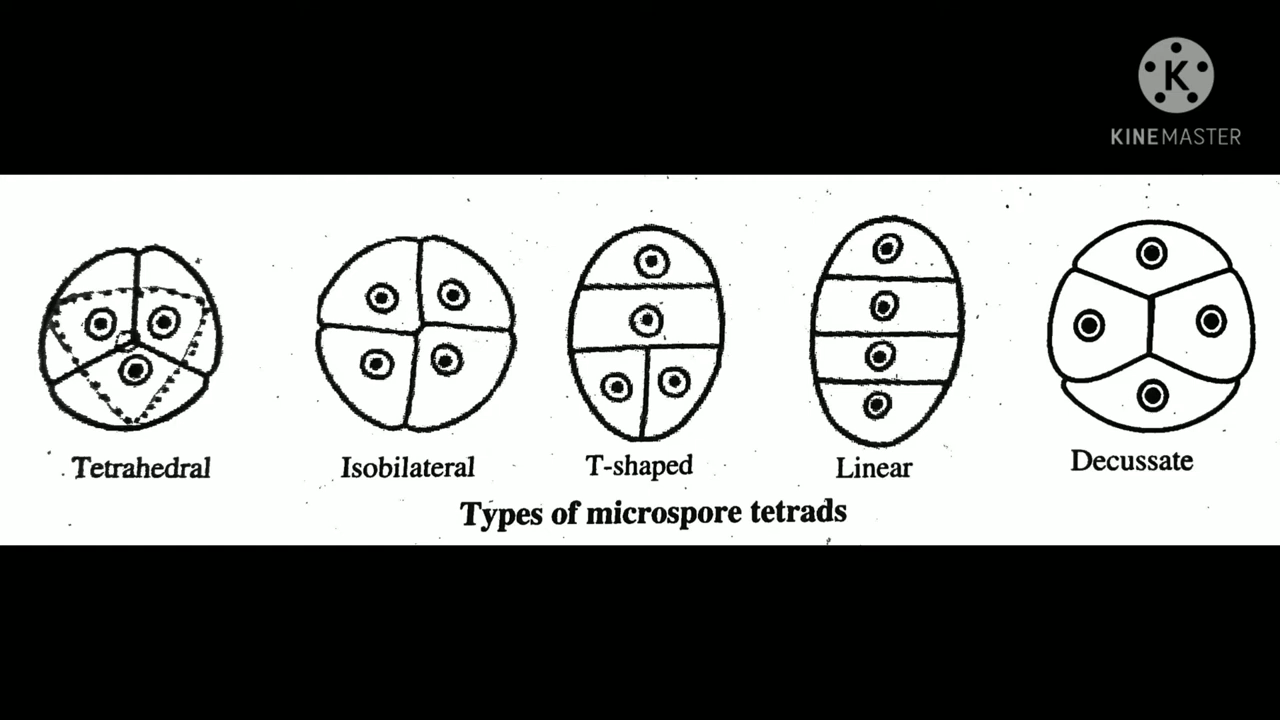 K
KINEMASTER
Tetrahedral
Isobilateral
T-shaped
Linear
Decussate
Types of microspore tetrads